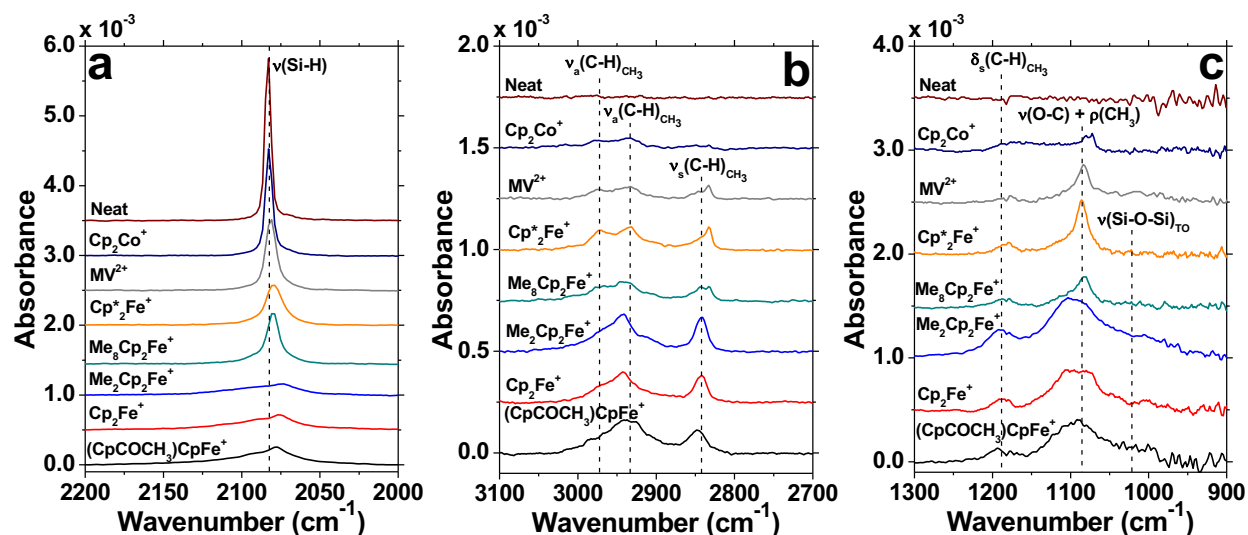 x 10⁻³
a
6.0
5.0
4.0
3.0
2.0
1.0
0.0
Absorbance
ν(Si-H)
Neat
Cp₂Co⁺
MV²⁺
Cp*₂Fe⁺
Me₈Cp₂Fe⁺
Me₂Cp₂Fe⁺
Cp₂Fe⁺
(CpCOCH₃)CpFe⁺
2200 2150 2100 2050 2000
Wavenumber (cm⁻¹)
x 10⁻³
b
2.0
1.5
1.0
0.5
0.0
Absorbance
νₐ(C-H)CH₃
Neat
νₐ(C-H)CH₃
Cp₂Co⁺
νₛ(C-H)CH₃
MV²⁺
Cp*₂Fe⁺
Me₈Cp₂Fe⁺
Me₂Cp₂Fe⁺
Cp₂Fe⁺
(CpCOCH₃)CpFe⁺
3100 3000 2900 2800 2700
Wavenumber (cm⁻¹)
x 10⁻³
c
4.0
3.0
2.0
1.0
0.0
Absorbance
δₛ(C-H)CH₃
Neat
ν(O-C) + ρ(CH₃)
Cp₂Co⁺
MV²⁺
ν(Si-O-Si)TO
Cp*₂Fe⁺
Me₈Cp₂Fe⁺
Me₂Cp₂Fe⁺
Cp₂Fe⁺
(CpCOCH₃)CpFe⁺
1300 1200 1100 1000 900
Wavenumber (cm⁻¹)